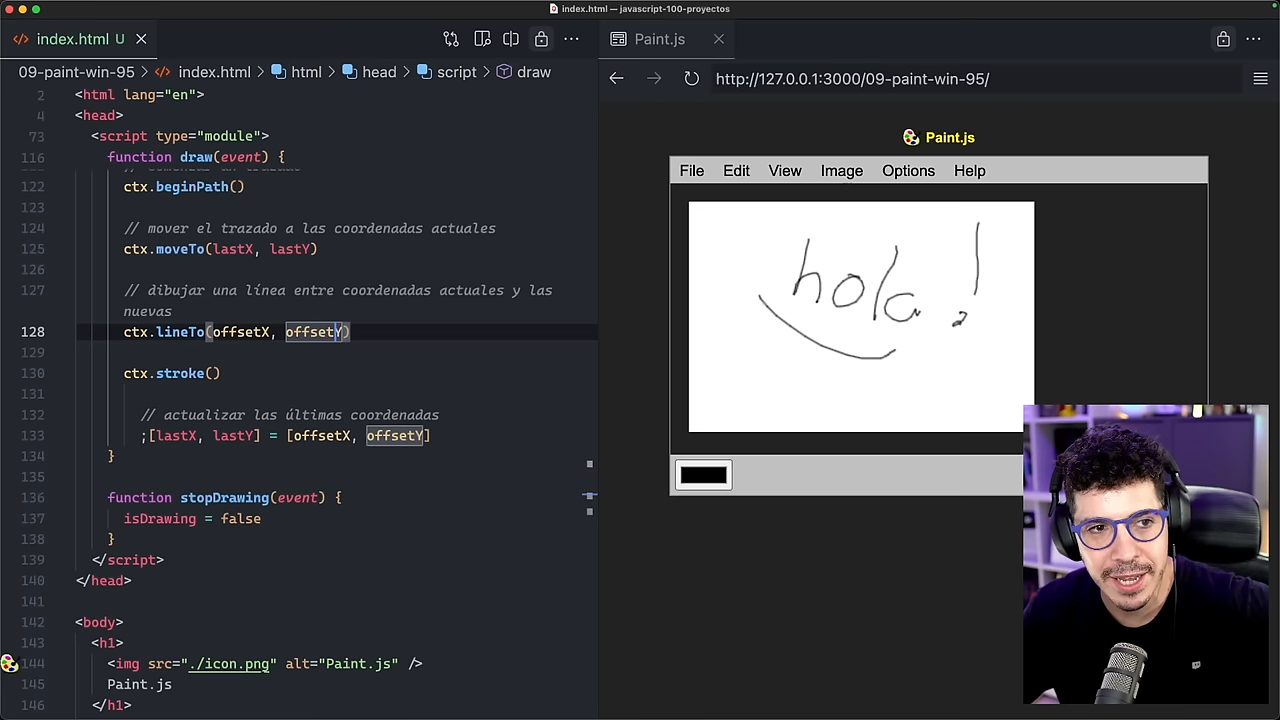 index.html — javascript-100-proyectos
index.html U
Paint.js
09-paint-win-95 > index.html > html > head > script > draw
http://127.0.0.1:3000/09-paint-win-95/
2 <html lang="en">
4 <head>
73 <script type="module">
116 function draw(event) {
122 ctx.beginPath()
123
124 // mover el trazado a las coordenadas actuales
125 ctx.moveTo(lastX, lastY)
126
127 // dibujar una línea entre coordenadas actuales y las
nuevas
128 ctx.lineTo(offsetX, offsetY)
129
130 ctx.stroke()
131
132 // actualizar las últimas coordenadas
133 ;[lastX, lastY] = [offsetX, offsetY]
134 }
135
136 function stopDrawing(event) {
137 isDrawing = false
138 }
139 </script>
140 </head>
141
142 <body>
143 <h1>
144 <img src="./icon.png" alt="Paint.js" />
145 Paint.js
146 </h1>
Paint.js
File Edit View Image Options Help
hola!